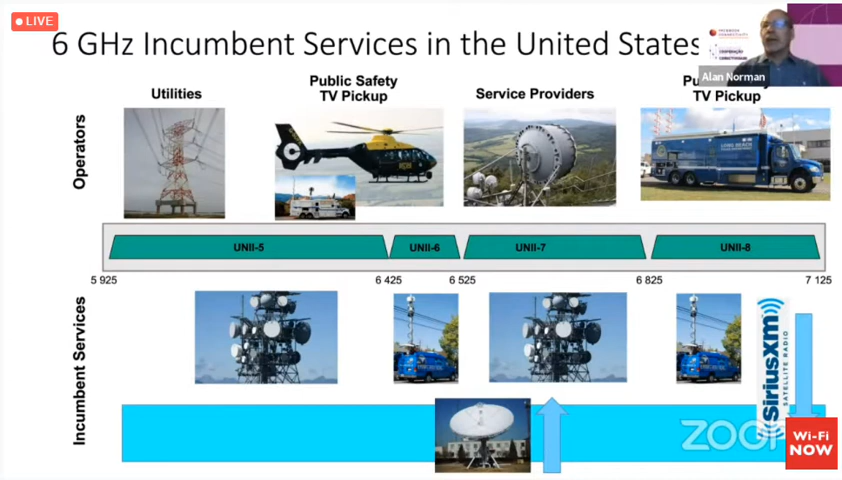 LIVE
6 GHz Incumbent Services in the United States
Alan Norman
Utilities
Public Safety
TV Pickup
Service Providers
TV Pickup
Operators
UNII-5
UNII-6
UNII-7
UNII-8
5 925
6 425
6 525
6 825
7 125
Incumbent Services
SiriusXM
SATELLITE RADIO
zoom
Wi-Fi
NOW